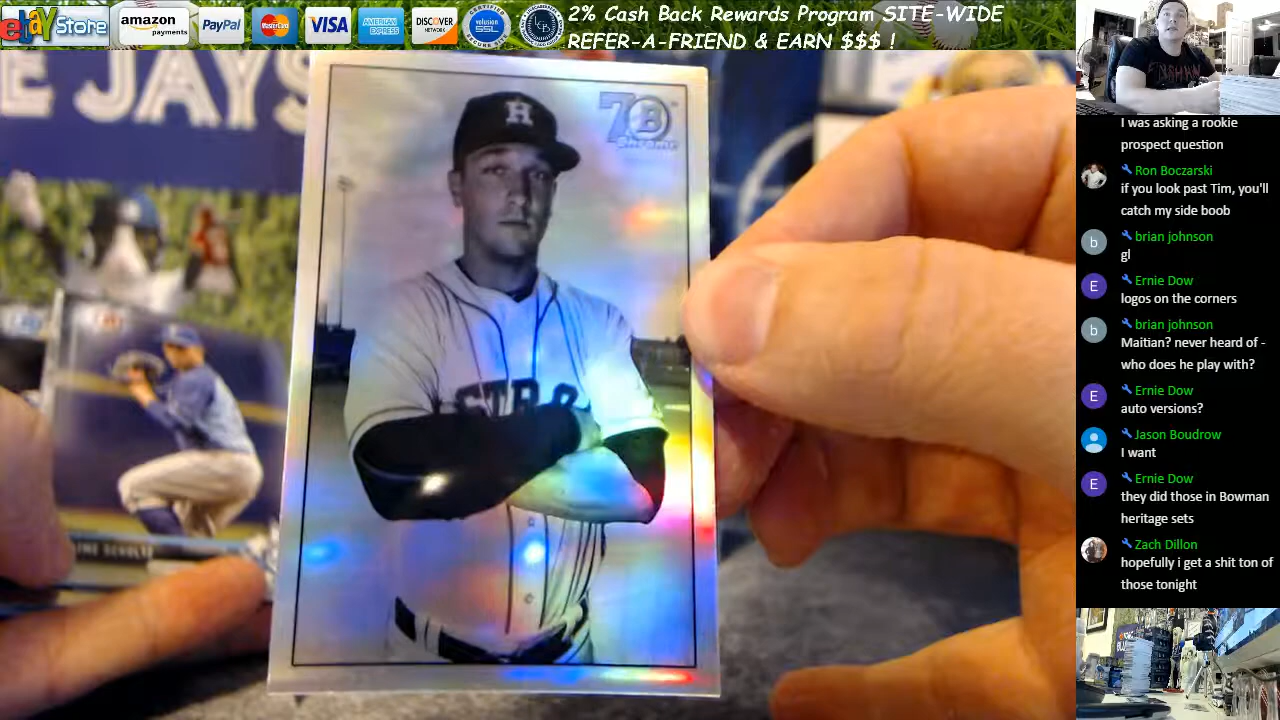 ebay Store
amazon
payments
PayPal
MasterCard
VISA
AMERICAN
EXPRESS
DISCOVER
NETWORK
volusion
SSL
2% Cash Back Rewards Program SITE-WIDE
REFER-A-FRIEND & EARN $$$ !
E JAYS
H
70 B
Chrome
I was asking a rookie
prospect question
Ron Boczarski
if you look past Tim, you'll
catch my side boob
b
brian johnson
gl
E
Ernie Dow
logos on the corners
b
brian johnson
Maitian? never heard of -
who does he play with?
E
Ernie Dow
auto versions?
Jason Boudrow
I want
E
Ernie Dow
they did those in Bowman
heritage sets
Zach Dillon
hopefully i get a shit ton of
those tonight